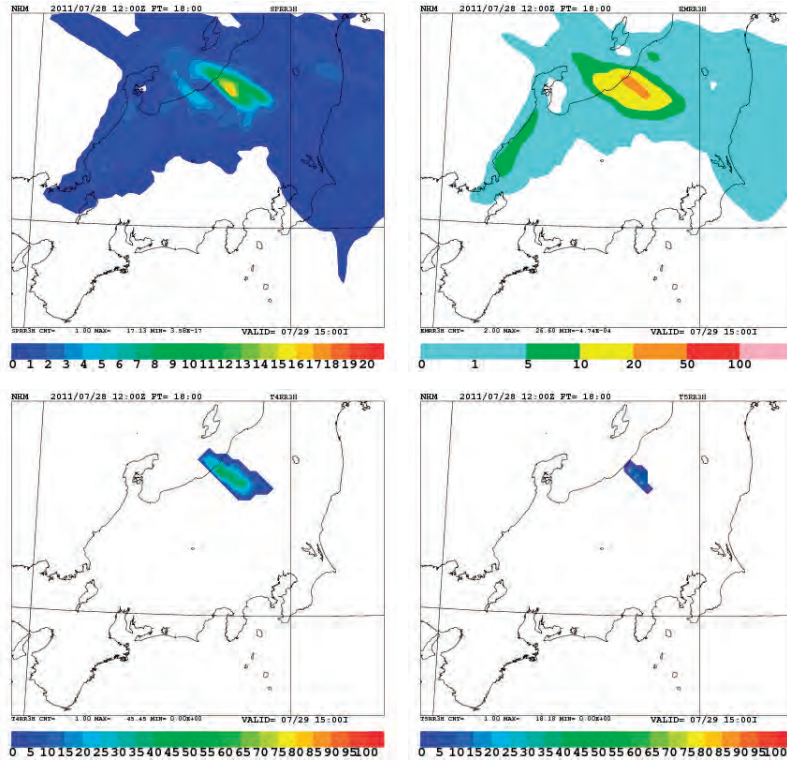 NHM 2011/07/28 12:00Z FT= 18:00 SPRR3H
SPRR3H CNT= 1.00 MAX= 17.13 MIN= 3.58E-17 VALID= 07/29 15:00I
0 1 2 3 4 5 6 7 8 9 10 11 12 13 14 15 16 17 18 19 20
NHM 2011/07/28 12:00Z FT= 18:00 EMRR3H
EMRR3H CNT= 2.00 MAX= 26.60 MIN=-4.74E-04 VALID= 07/29 15:00I
0 1 5 10 20 50 100
NHM 2011/07/28 12:00Z FT= 18:00 T4RR3H
T4RR3H CNT= 1.00 MAX= 45.45 MIN= 0.00E+00 VALID= 07/29 15:00I
0 5 10 15 20 25 30 35 40 45 50 55 60 65 70 75 80 85 90 95 100
NHM 2011/07/28 12:00Z FT= 18:00 T5RR3H
T5RR3H CNT= 1.00 MAX= 18.18 MIN= 0.00E+00 VALID= 07/29 15:00I
0 5 10 15 20 25 30 35 40 45 50 55 60 65 70 75 80 85 90 95 100